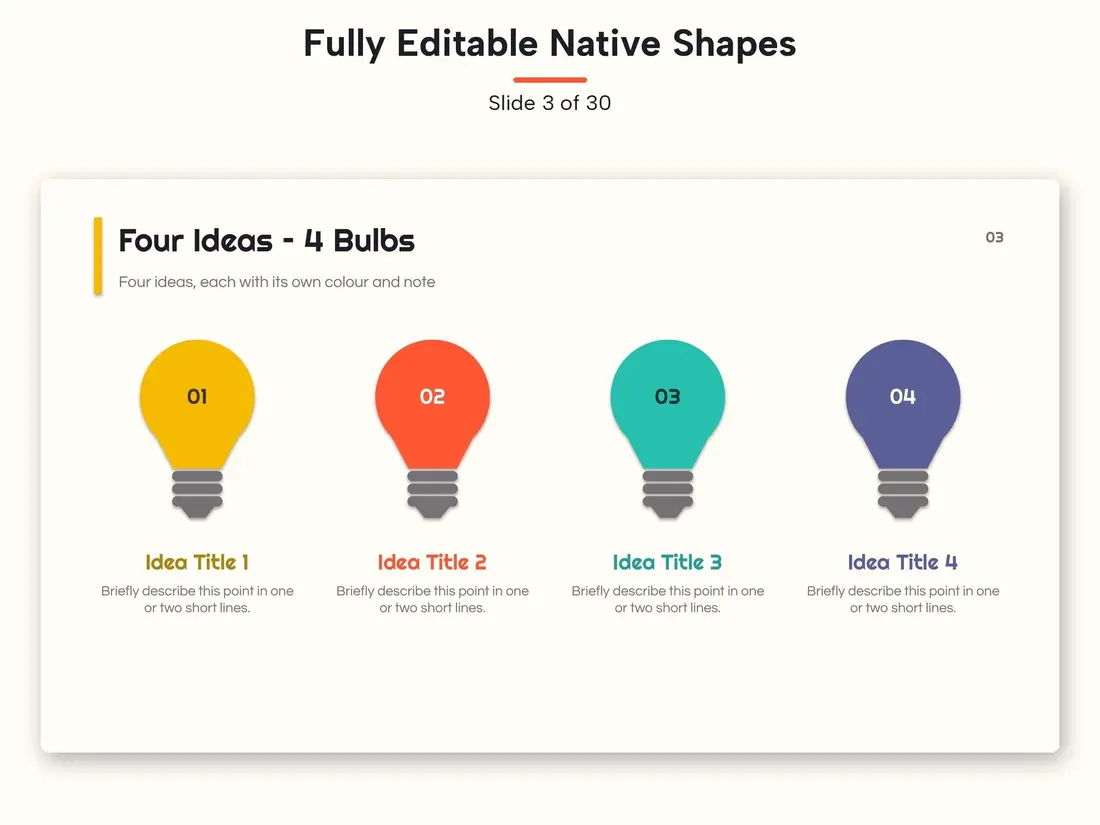 Fully Editable Native Shapes
Slide 3 of 30
Four Ideas - 4 Bulbs
03
Four ideas, each with its own colour and note
01
02
03
04
Idea Title 1
Briefly describe this point in one
or two short lines.
Idea Title 2
Briefly describe this point in one
or two short lines.
Idea Title 3
Briefly describe this point in one
or two short lines.
Idea Title 4
Briefly describe this point in one
or two short lines.